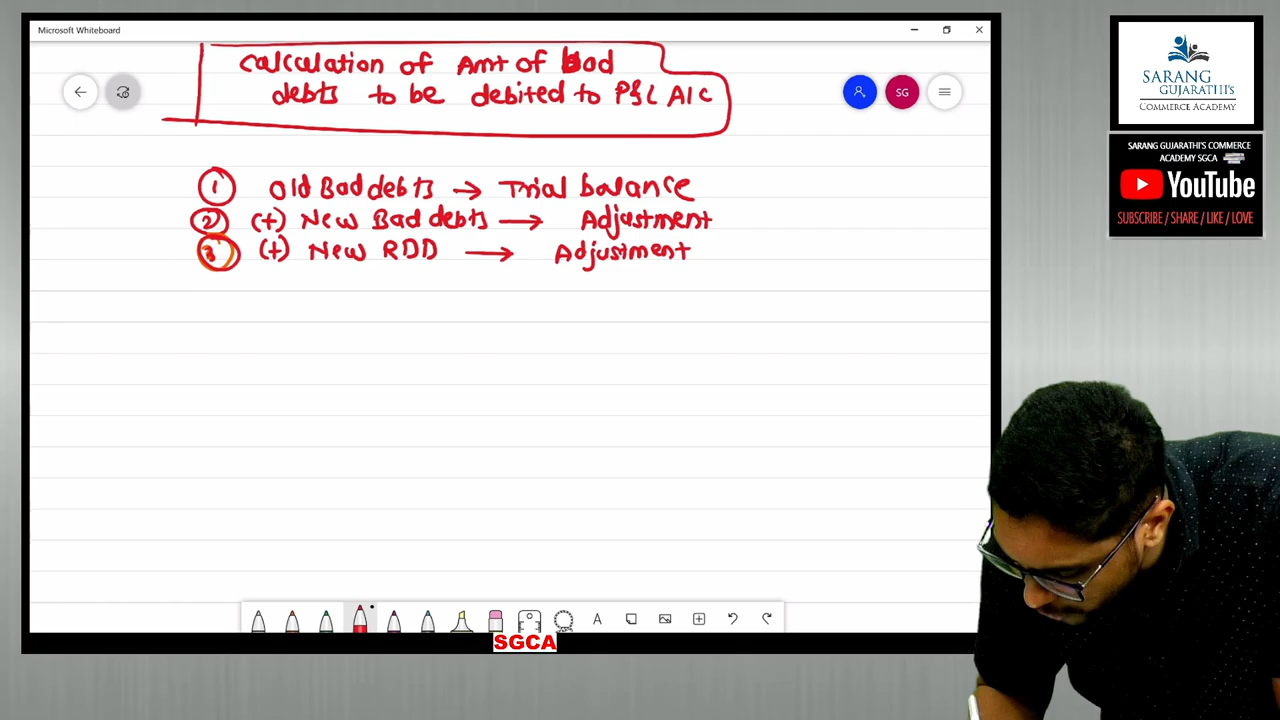 Microsoft Whiteboard
Calculation of Amt of Bad
debts to be debited to P&L A/C
SG
① Old Bad debts → Trial balance
② (+) New Bad debts → Adjustment
③ (+) New RDD → Adjustment
A
SGCA
SARANG
GUJARATHI'S
COMMERCE ACADEMY
SARANG GUJARATHI'S COMMERCE
ACADEMY SGCA
YouTube
SUBSCRIBE / SHARE / LIKE / LOVE